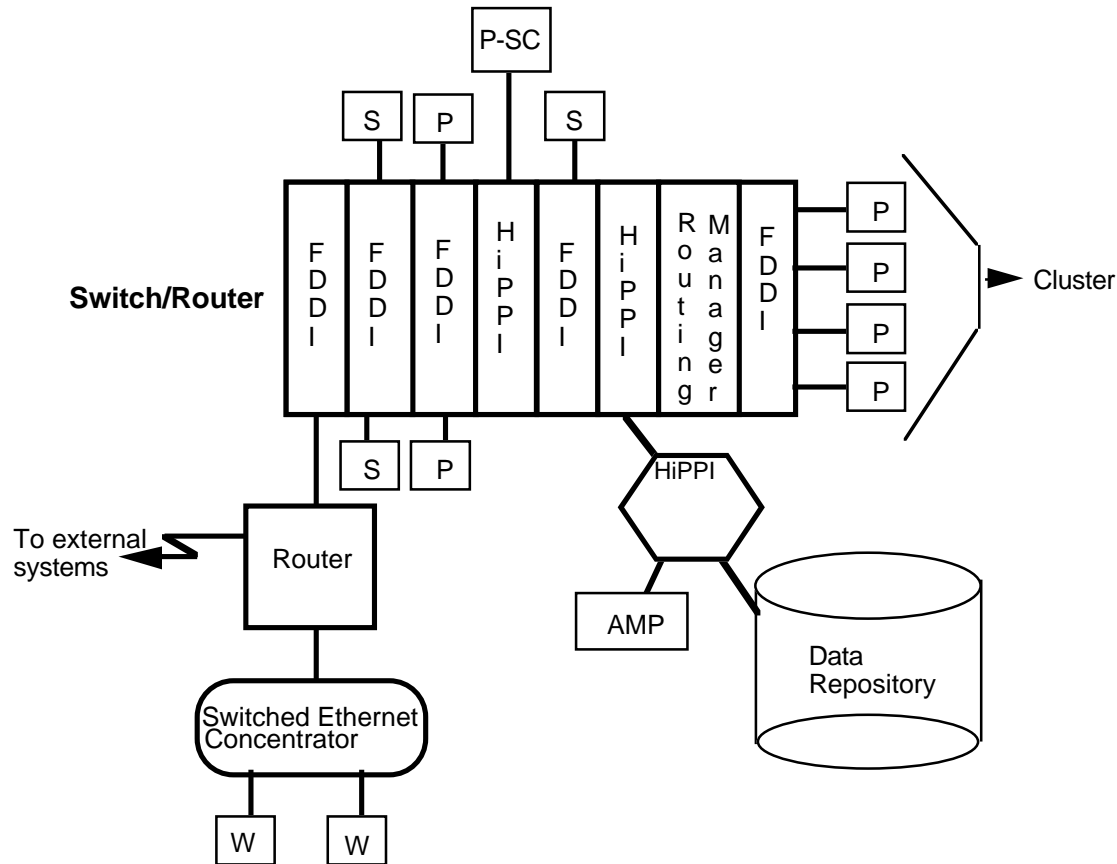 P-SC
S
P
S
FDDI
FDDI
FDDI
HiPPI
FDDI
HiPPI
Routing
Manager
FDDI
P
P
P
P
Cluster
Switch/Router
S
P
HiPPI
To external
systems
Router
AMP
Data
Repository
Switched Ethernet
Concentrator
W
W